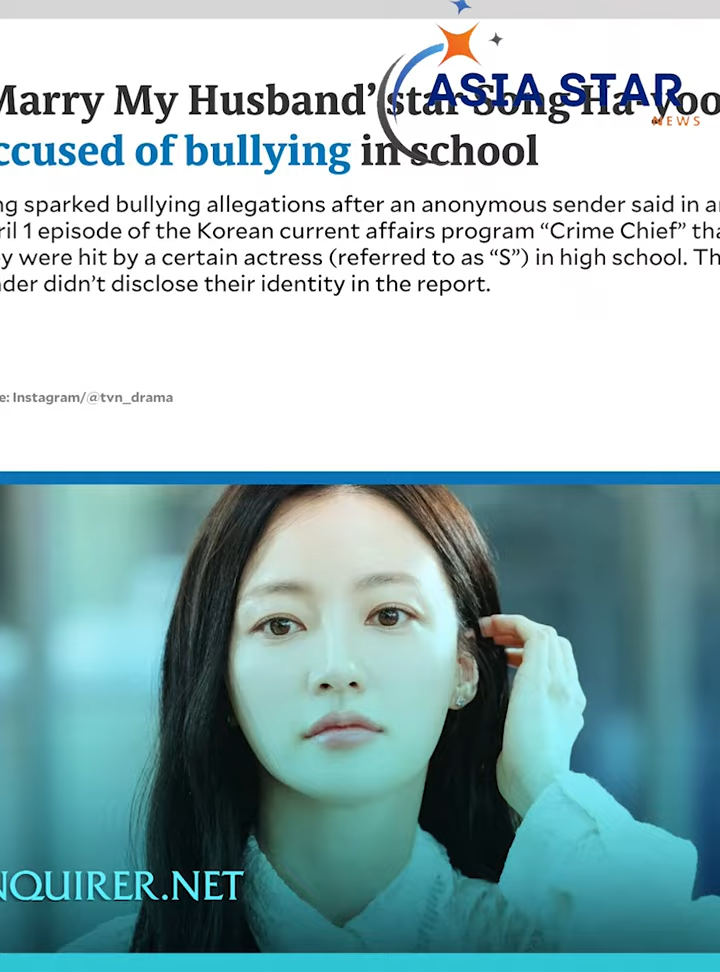 ASIA STAR
NEWS
Marry My Husband' star Song Ha-yoo
ccused of bullying in school
ng sparked bullying allegations after an anonymous sender said in a
ril 1 episode of the Korean current affairs program “Crime Chief” tha
y were hit by a certain actress (referred to as “S”) in high school. Th
nder didn’t disclose their identity in the report.
e: Instagram/@tvn_drama
NQUIRER.NET